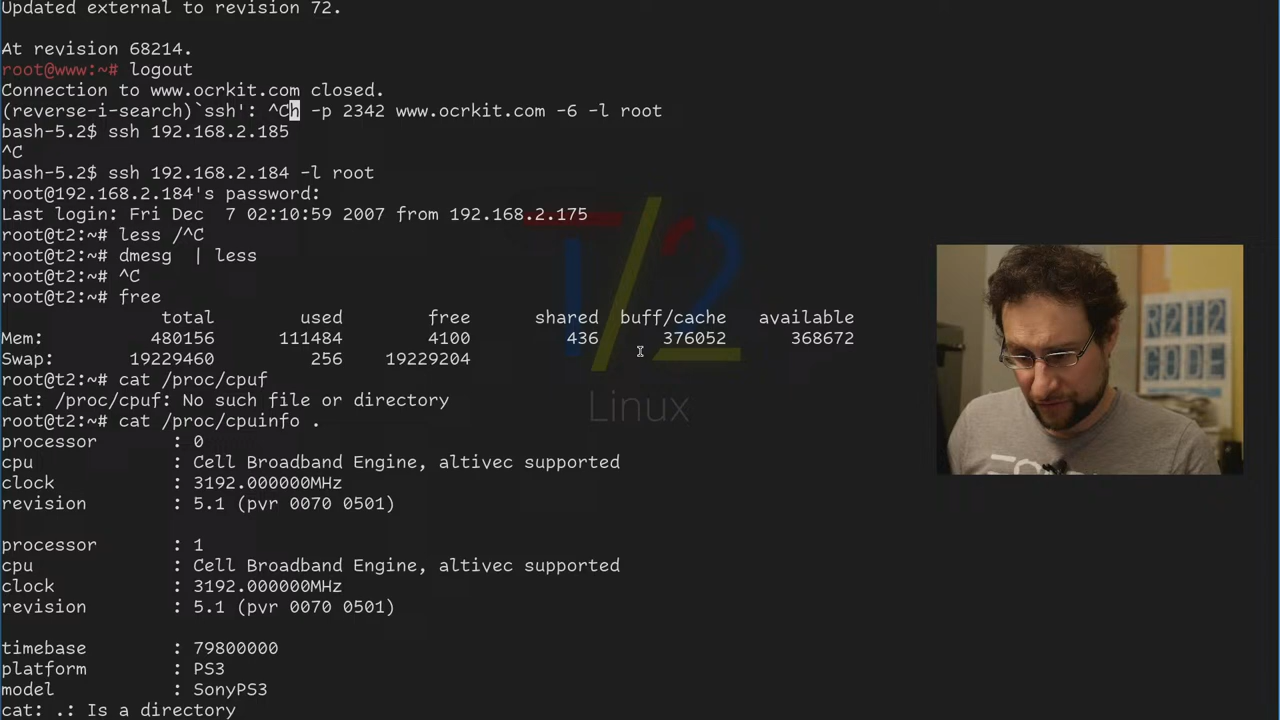 Updated external to revision 72.
At revision 68214.
root@www:~# logout
Connection to www.ocrkit.com closed.
(reverse-i-search)`ssh': ^Ch -p 2342 www.ocrkit.com -6 -l root
bash-5.2$ ssh 192.168.2.185
^C
bash-5.2$ ssh 192.168.2.184 -l root
root@192.168.2.184's password:
Last login: Fri Dec  7 02:10:59 2007 from 192.168.2.175
root@t2:~# less /^C
root@t2:~# dmesg  | less
root@t2:~# ^C
root@t2:~# free
total used free shared buff/cache available
Mem: 480156 111484 4100 436 376052 368672
Swap: 19229460 256 19229204
root@t2:~# cat /proc/cpuf
cat: /proc/cpuf: No such file or directory
root@t2:~# cat /proc/cpuinfo .
processor : 0
cpu : Cell Broadband Engine, altivec supported
clock : 3192.000000MHz
revision : 5.1 (pvr 0070 0501)
processor : 1
cpu : Cell Broadband Engine, altivec supported
clock : 3192.000000MHz
revision : 5.1 (pvr 0070 0501)
timebase : 79800000
platform : PS3
model : SonyPS3
cat: .: Is a directory
T/2
Linux
R2T2
CODE